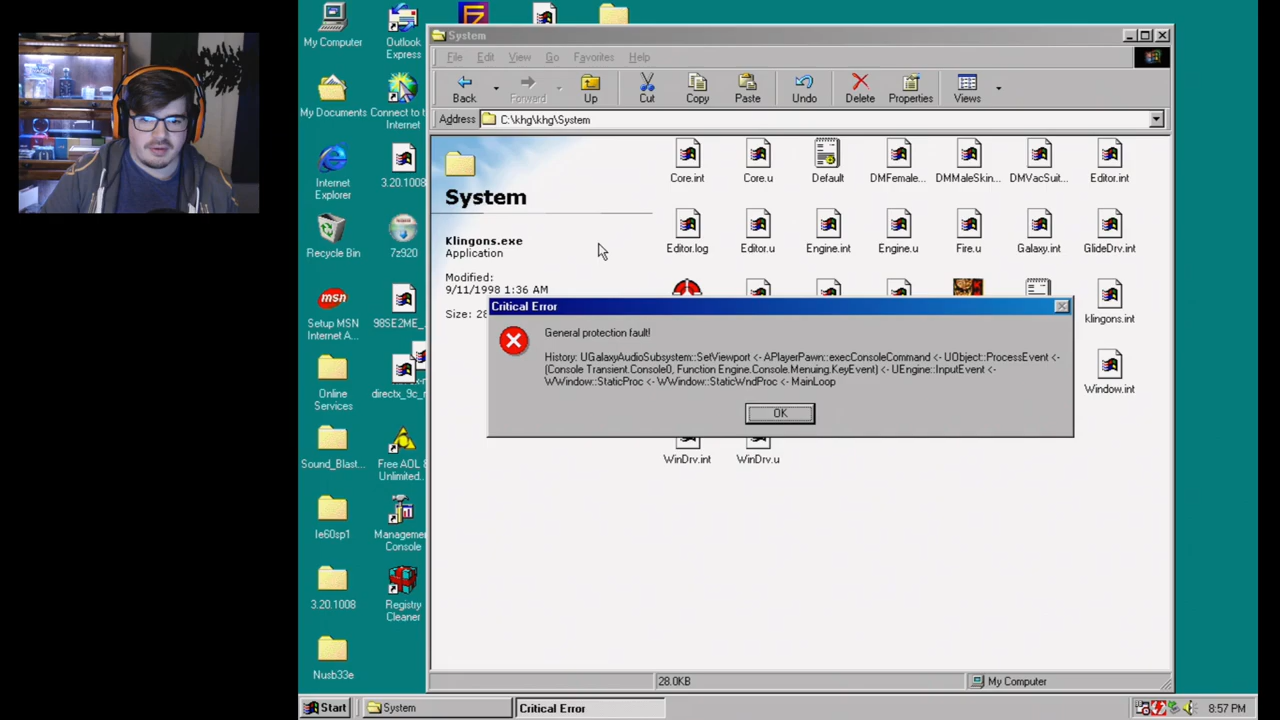 My Computer
Outlook
Express
My Documents
Connect to t
Internet
Internet
Explorer
3.20.1008
Recycle Bin
7z920
msn
Setup MSN
Internet A...
98SE2ME_
Online
Services
directx_9c_r
Sound_Blast...
Free AOL &
Unlimited..
Ie60sp1
Managemen
Console
3.20.1008
Registry
Cleaner
Nusb33e
System
File Edit View Go Favorites Help
Back Forward Up Cut Copy Paste Undo Delete Properties Views
Address C:\khg\khg\System
System
Klingons.exe
Application
Modified:
9/11/1998 1:36 AM
Size: 28
Core.int Core.u Default DMFemale... DMMaleSkin... DMVacSuit... Editor.int
Editor.log Editor.u Engine.int Engine.u Fire.u Galaxy.int GlideDrv.int
klingons.int
Window.int
WinDrv.int WinDrv.u
Critical Error
General protection fault!
History: UGalaxyAudioSubsystem::SetViewport <- APlayerPawn::execConsoleCommand <- UObject::ProcessEvent <-
(Console Transient.Console0, Function Engine.Console.Menuing.KeyEvent) <- UEngine::InputEvent <-
WWindow::StaticProc <- WWindow::StaticWndProc <- MainLoop
OK
28.0KB
My Computer
Start
System
Critical Error
8:57 PM